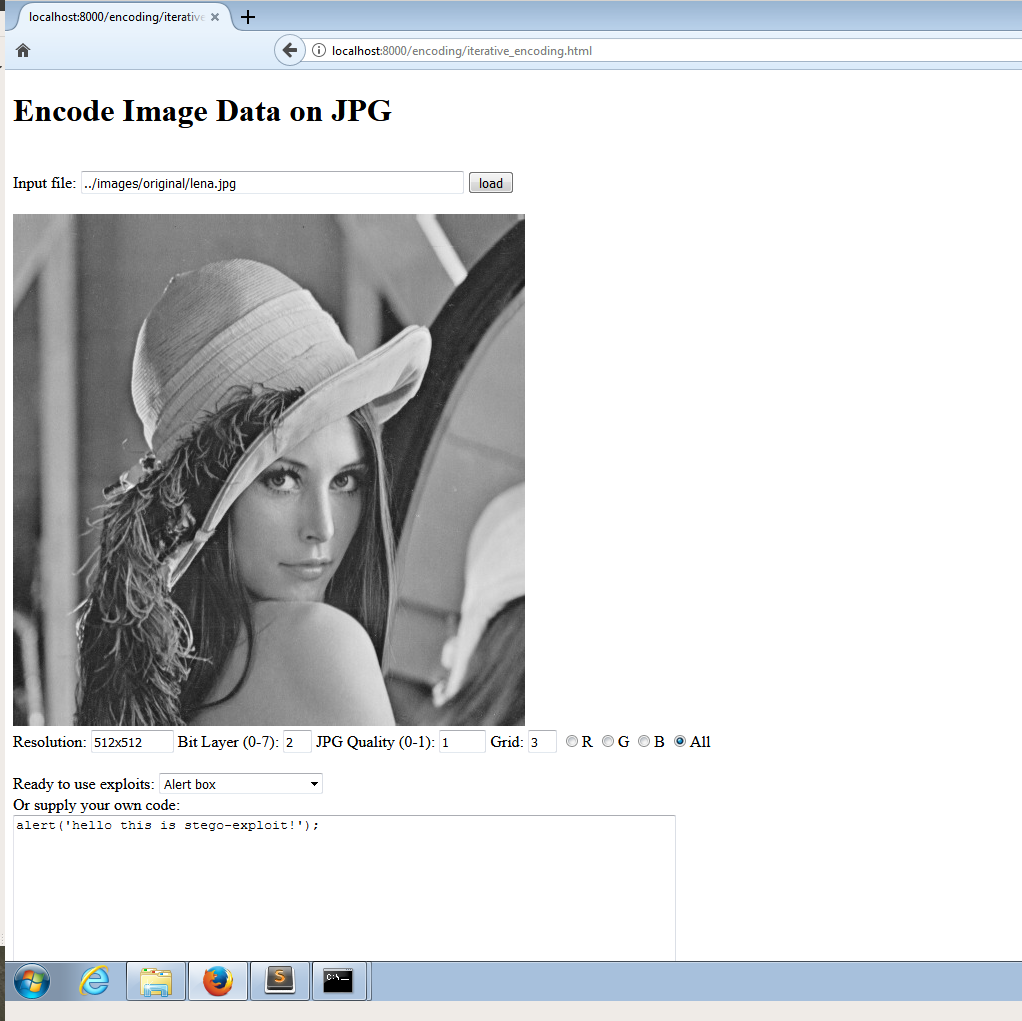 localhost:8000/encoding/iterative
localhost:8000/encoding/iterative_encoding.html
Encode Image Data on JPG
Input file: ../images/original/lena.jpg load
Resolution: 512x512 Bit Layer (0-7): 2 JPG Quality (0-1): 1 Grid: 3 R G B All
Ready to use exploits: Alert box
Or supply your own code:
alert('hello this is stego-exploit!');
C:\_